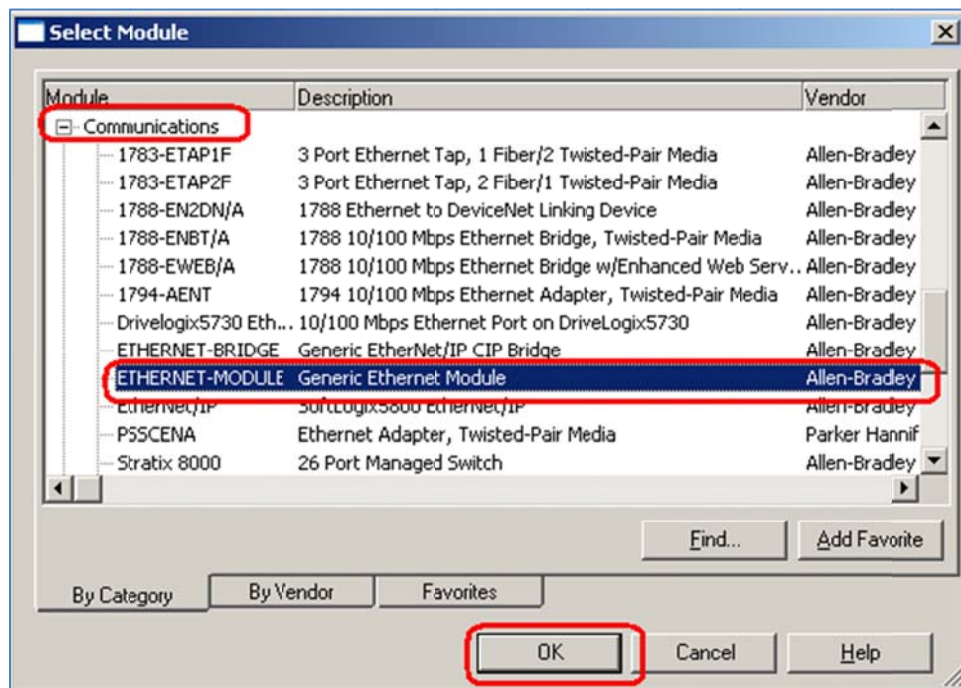 Select Module
Module Description Vendor
Communications
1783-ETAP1F 3 Port Ethernet Tap, 1 Fiber/2 Twisted-Pair Media Allen-Bradley
1783-ETAP2F 3 Port Ethernet Tap, 2 Fiber/1 Twisted-Pair Media Allen-Bradley
1788-EN2DN/A 1788 Ethernet to DeviceNet Linking Device Allen-Bradley
1788-ENBT/A 1788 10/100 Mbps Ethernet Bridge, Twisted-Pair Media Allen-Bradley
1788-EWEB/A 1788 10/100 Mbps Ethernet Bridge w/Enhanced Web Serv... Allen-Bradley
1794-AENT 1794 10/100 Mbps Ethernet Adapter, Twisted-Pair Media Allen-Bradley
Drivelogix5730 Eth... 10/100 Mbps Ethernet Port on DriveLogix5730 Allen-Bradley
ETHERNET-BRIDGE Generic EtherNet/IP CIP Bridge Allen-Bradley
ETHERNET-MODULE Generic Ethernet Module Allen-Bradley
EtherNet/IP SoftLogix5800 EtherNet/IP Allen-Bradley
PSSCENA Ethernet Adapter, Twisted-Pair Media Parker Hannif
Stratix 8000 26 Port Managed Switch Allen-Bradley
Find... Add Favorite
By Category By Vendor Favorites
OK Cancel Help